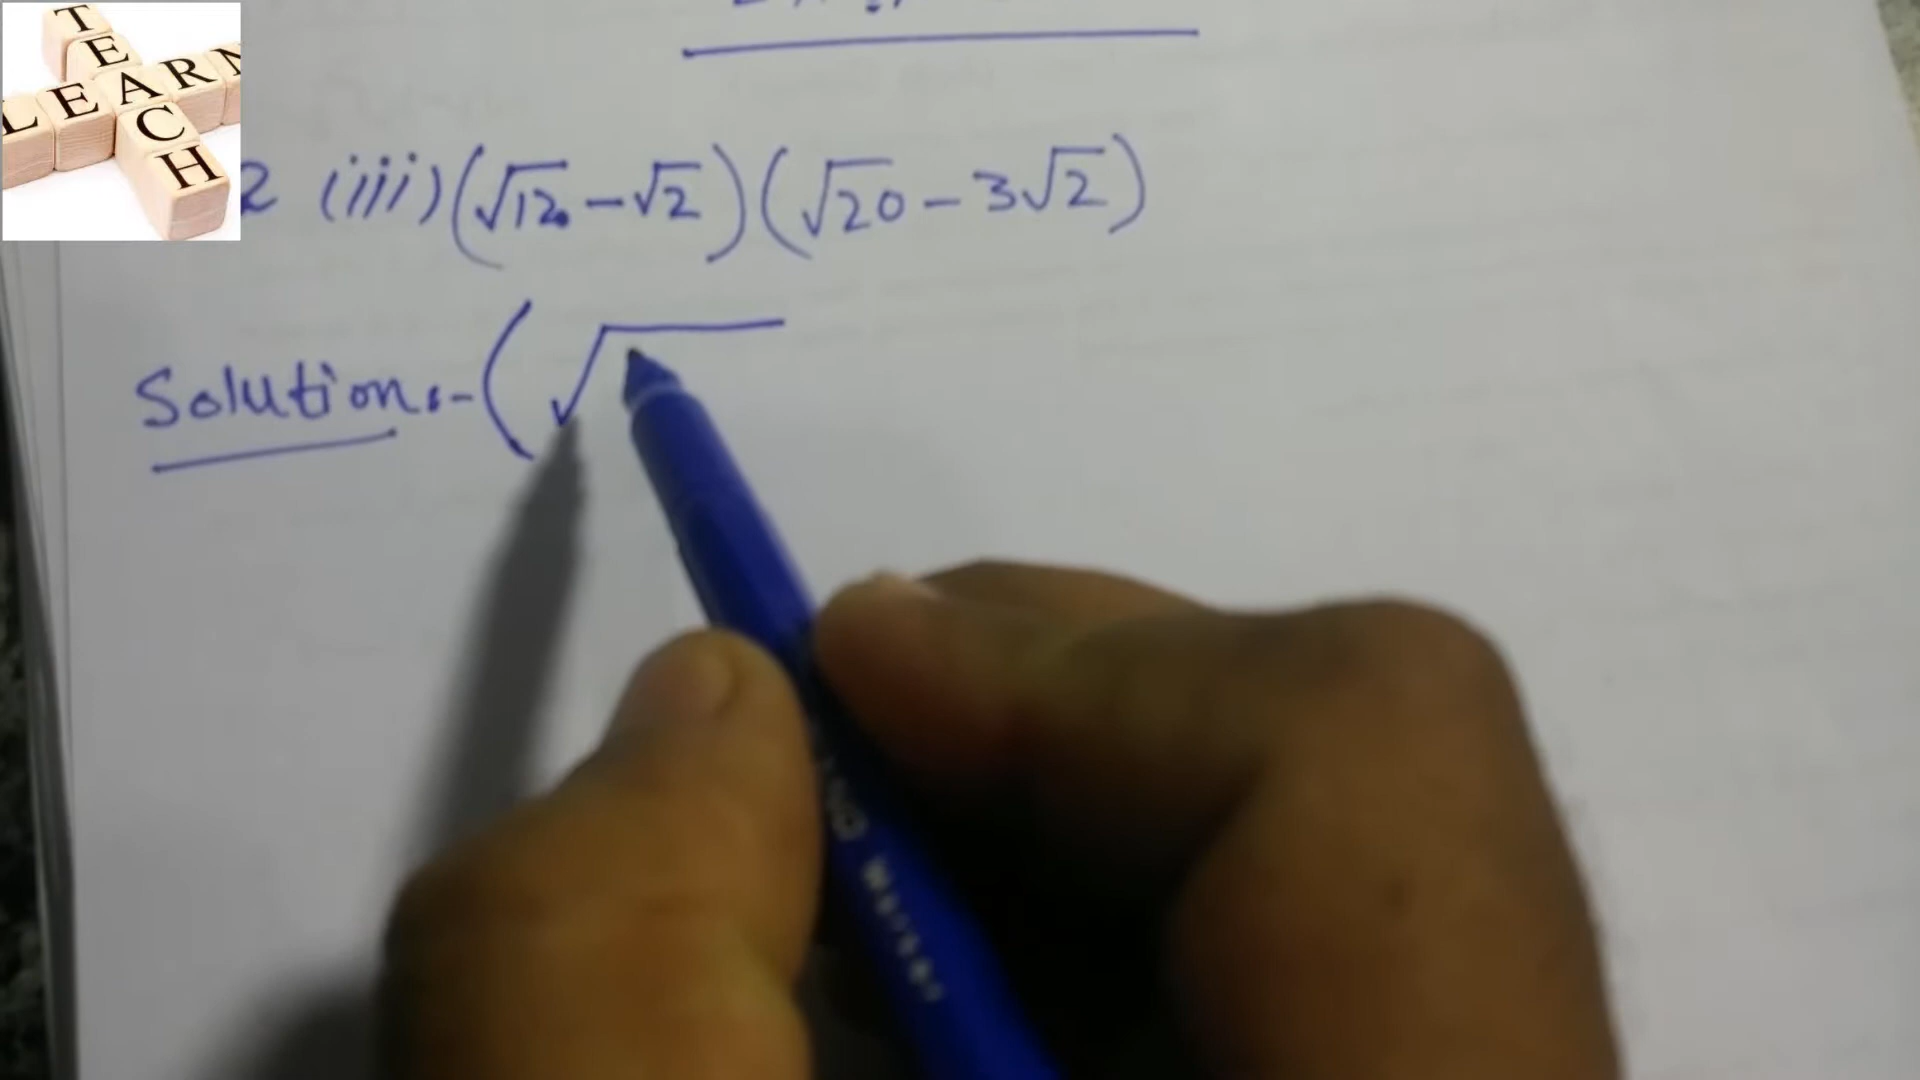 TEACH
LEARN
2 (iii) (√12 - √2) (√20 - 3√2)
Solution :- ( √